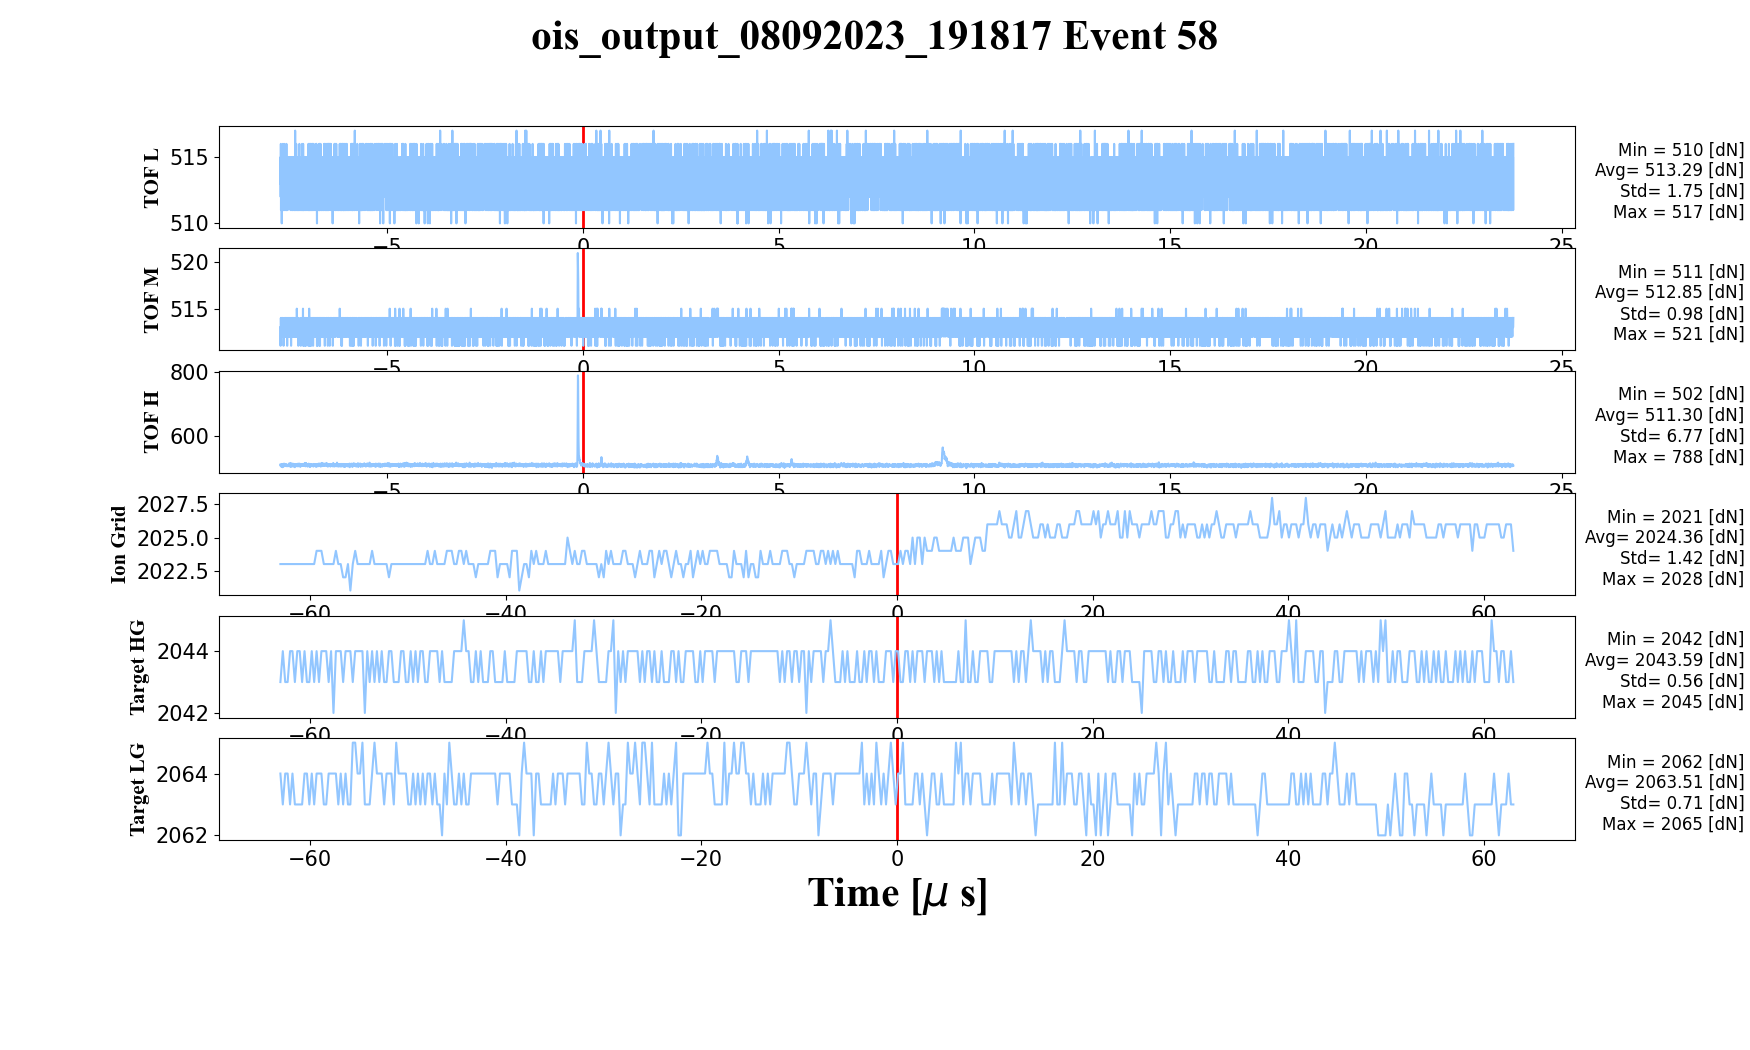 ois_output_08092023_191817 Event 58
TOF L
515
510
−5 0 5 10 15 20 25
Min = 510 [dN]
Avg= 513.29 [dN]
Std= 1.75 [dN]
Max = 517 [dN]
TOF M
520
515
−5 0 5 10 15 20 25
Min = 511 [dN]
Avg= 512.85 [dN]
Std= 0.98 [dN]
Max = 521 [dN]
TOF H
800
600
−5 0 5 10 15 20 25
Min = 502 [dN]
Avg= 511.30 [dN]
Std= 6.77 [dN]
Max = 788 [dN]
Ion Grid
2027.5
2025.0
2022.5
−60 −40 −20 0 20 40 60
Min = 2021 [dN]
Avg= 2024.36 [dN]
Std= 1.42 [dN]
Max = 2028 [dN]
Target HG
2044
2042
−60 −40 −20 0 20 40 60
Min = 2042 [dN]
Avg= 2043.59 [dN]
Std= 0.56 [dN]
Max = 2045 [dN]
Target LG
2064
2062
−60 −40 −20 0 20 40 60
Min = 2062 [dN]
Avg= 2063.51 [dN]
Std= 0.71 [dN]
Max = 2065 [dN]
Time [μ s]